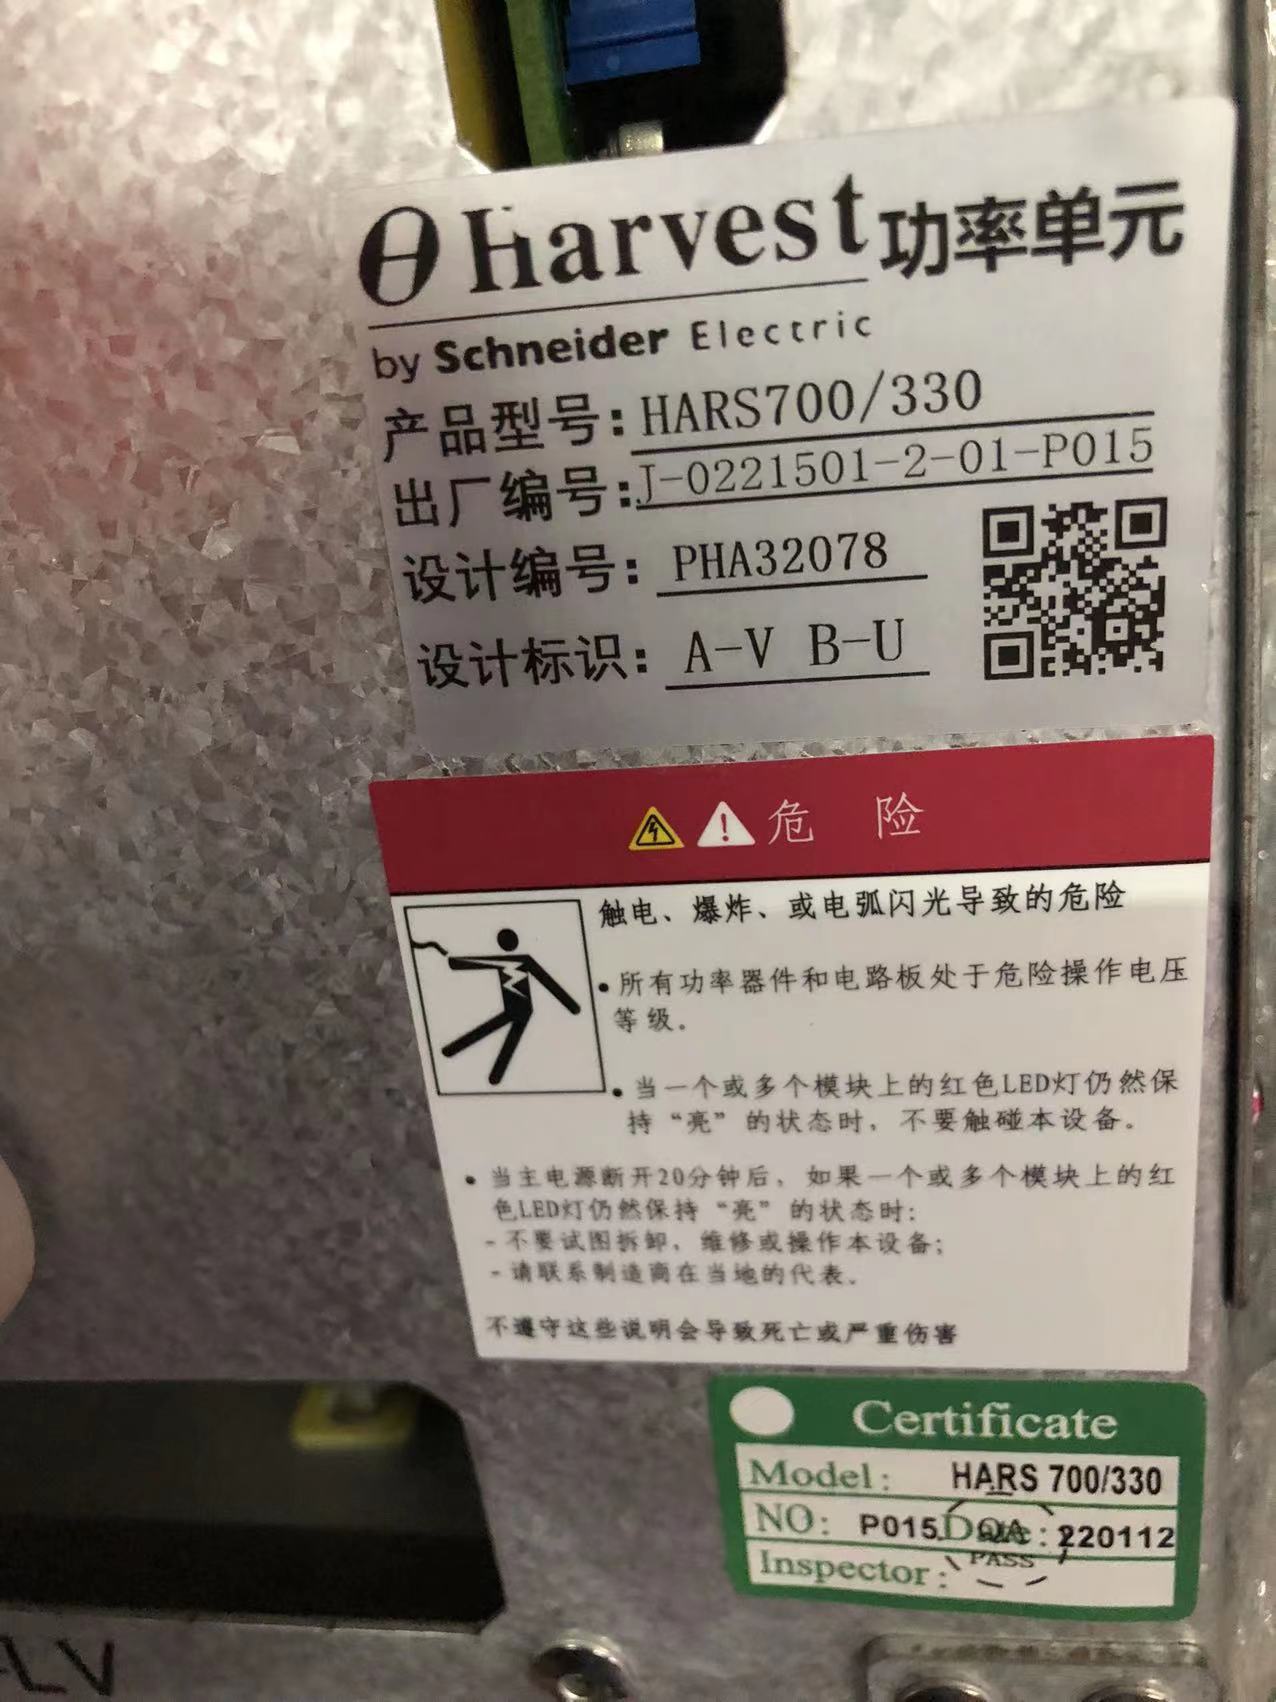 Harvest 功率单元
by Schneider Electric
产品型号: HARS700/330
出厂编号: J-0221501-2-01-P015
设计编号: PHA32078
设计标识: A-V B-U
危 险
触电、爆炸、或电弧闪光导致的危险
•所有功率器件和电路板处于危险操作电压
等级。
•当一个或多个模块上的红色LED灯仍然保
持“亮”的状态时，不要触碰本设备。
•当主电源断开20分钟后，如果一个或多个模块上的红
色LED灯仍然保持“亮”的状态时:
-不要试图拆卸、维修或操作本设备;
-请联系制造商在当地的代表。
不遵守这些说明会导致死亡或严重伤害
Certificate
Model: HARS 700/330
NO: P015 Date: 220112
QA
PASS
Inspector:
LV